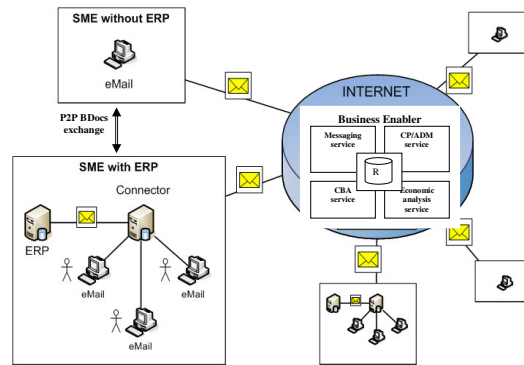 SME without ERP
eMail
P2P BDocs
exchange
SME with ERP
Connector
ERP
eMail
eMail
eMail
INTERNET
Business Enabler
Messaging
service
CP/ADM
service
R
CBA
service
Economic
analysis
service